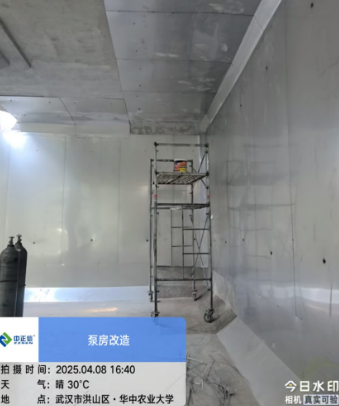 中正信
泵房改造
拍摄时间: 2025.04.08 16:40
天 气: 晴 30°C
地 点: 武汉市洪山区·华中农业大学
今日水印
相机 真实可验